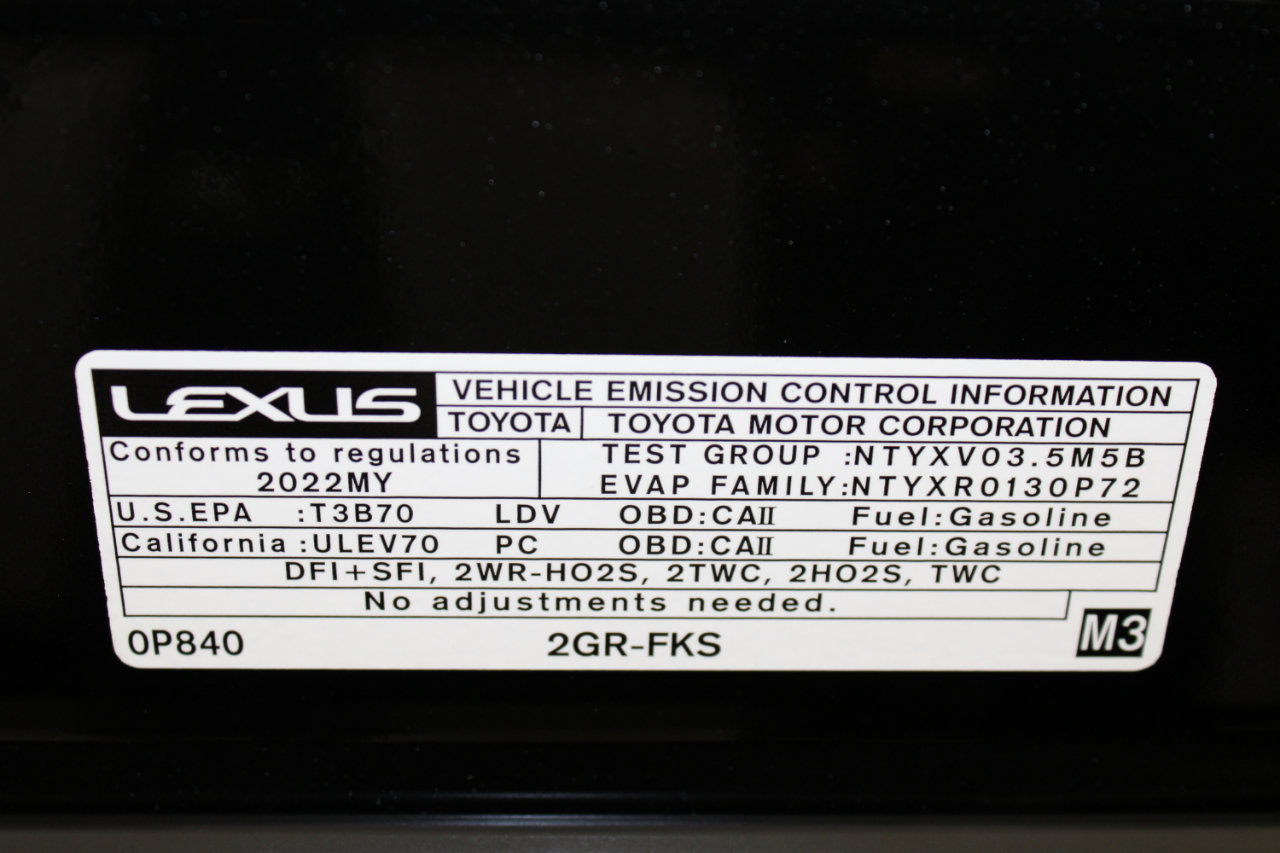 LEXUS VEHICLE EMISSION CONTROL INFORMATION
TOYOTA TOYOTA MOTOR CORPORATION
Conforms to regulations TEST GROUP :NTYXV03.5M5B
2022MY EVAP FAMILY:NTYXR0130P72
U.S.EPA :T3B70 LDV OBD:CAII Fuel:Gasoline
California :ULEV70 PC OBD:CAII Fuel:Gasoline
DFI+SFI, 2WR-HO2S, 2TWC, 2HO2S, TWC
No adjustments needed.
0P840 2GR-FKS M3